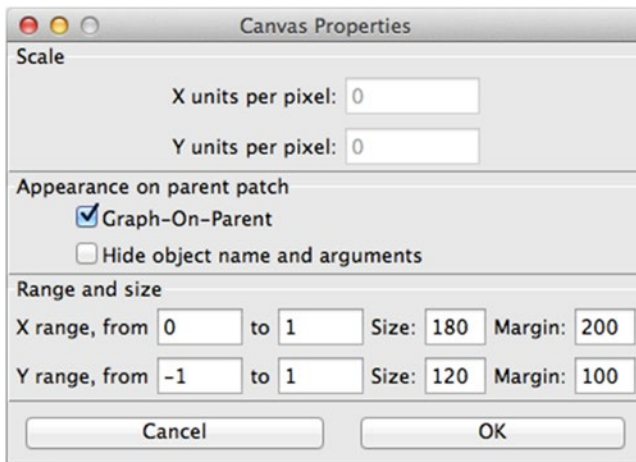 Canvas Properties
Scale
X units per pixel: 0
Y units per pixel: 0
Appearance on parent patch
Graph-On-Parent
Hide object name and arguments
Range and size
X range, from 0 to 1 Size: 180 Margin: 200
Y range, from -1 to 1 Size: 120 Margin: 100
Cancel OK